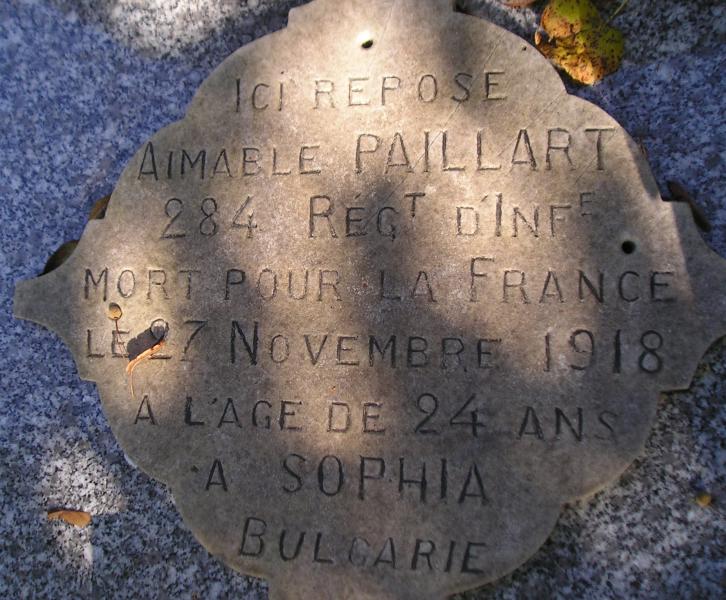 ICI REPOSE
AIMABLE PAILLART
284 RÉGT D'INFE
MORT POUR LA FRANCE
LE 27 NOVEMBRE 1918
A L'AGE DE 24 ANS
A SOPHIA
BULGARIE